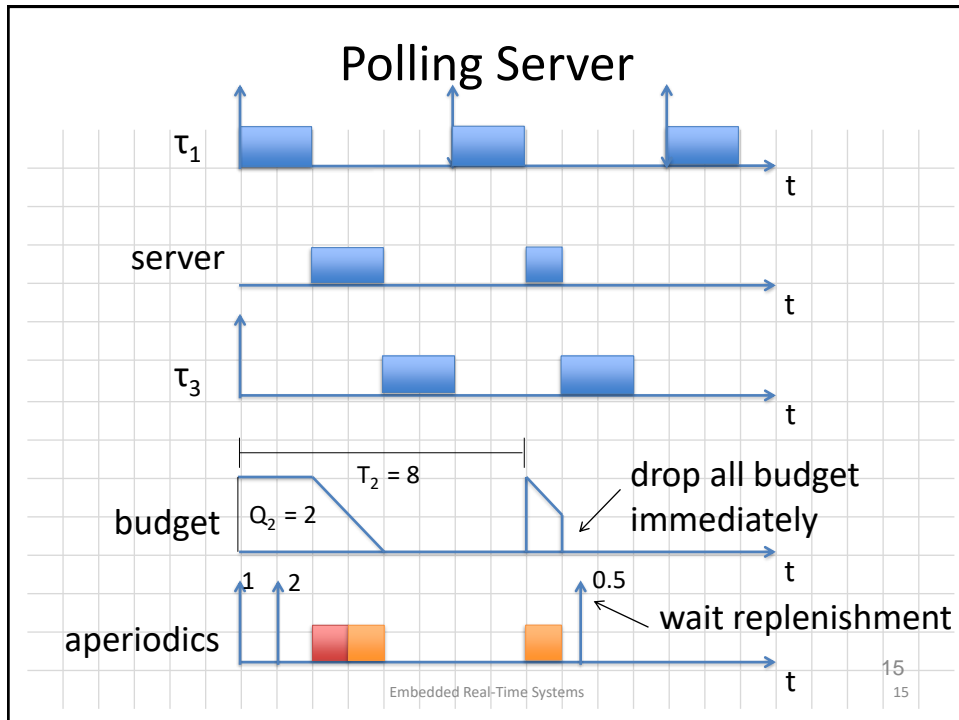 Polling Server
τ1
t
server
t
τ3
t
T2 = 8
drop all budget
immediately
budget
Q2 = 2
t
1
2
0.5
wait replenishment
aperiodics
t
15
Embedded Real-Time Systems
15